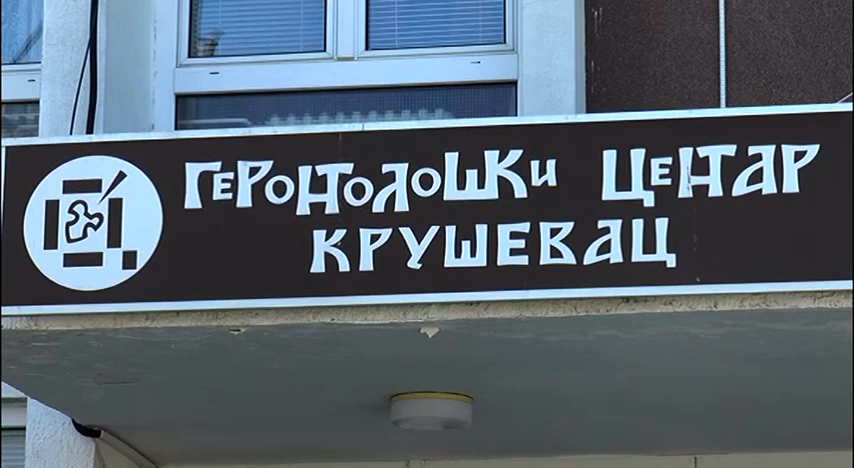 ГЕРОНТОЛОШКИ ЦЕНТАР
КРУШЕВАЦ